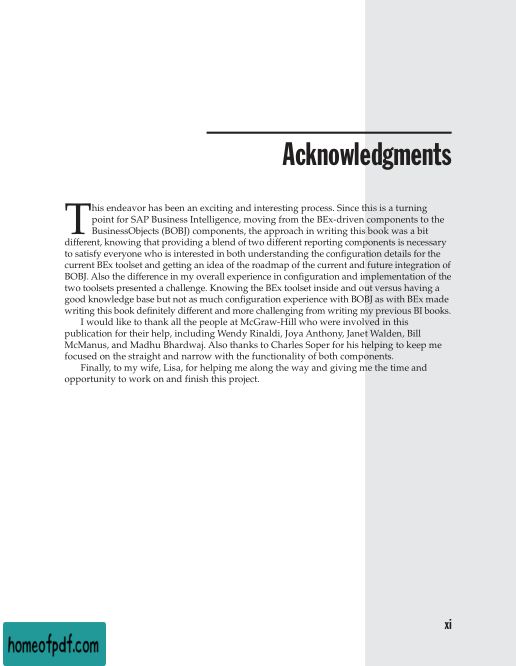 Acknowledgments
This endeavor has been an exciting and interesting process. Since this is a turning
point for SAP Business Intelligence, moving from the BEx-driven components to the
BusinessObjects (BOBJ) components, the approach in writing this book was a bit
different, knowing that providing a blend of two different reporting components is necessary
to satisfy everyone who is interested in both understanding the configuration details for the
current BEx toolset and getting an idea of the roadmap of the current and future integration of
BOBJ. Also the difference in my overall experience in configuration and implementation of the
two toolsets presented a challenge. Knowing the BEx toolset inside and out versus having a
good knowledge base but not as much configuration experience with BOBJ as with BEx made
writing this book definitely different and more challenging from writing my previous BI books.
I would like to thank all the people at McGraw-Hill who were involved in this
publication for their help, including Wendy Rinaldi, Joya Anthony, Janet Walden, Bill
McManus, and Madhu Bhardwaj. Also thanks to Charles Soper for his helping to keep me
focused on the straight and narrow with the functionality of both components.
Finally, to my wife, Lisa, for helping me along the way and giving me the time and
opportunity to work on and finish this project.
xi
homeofpdf.com